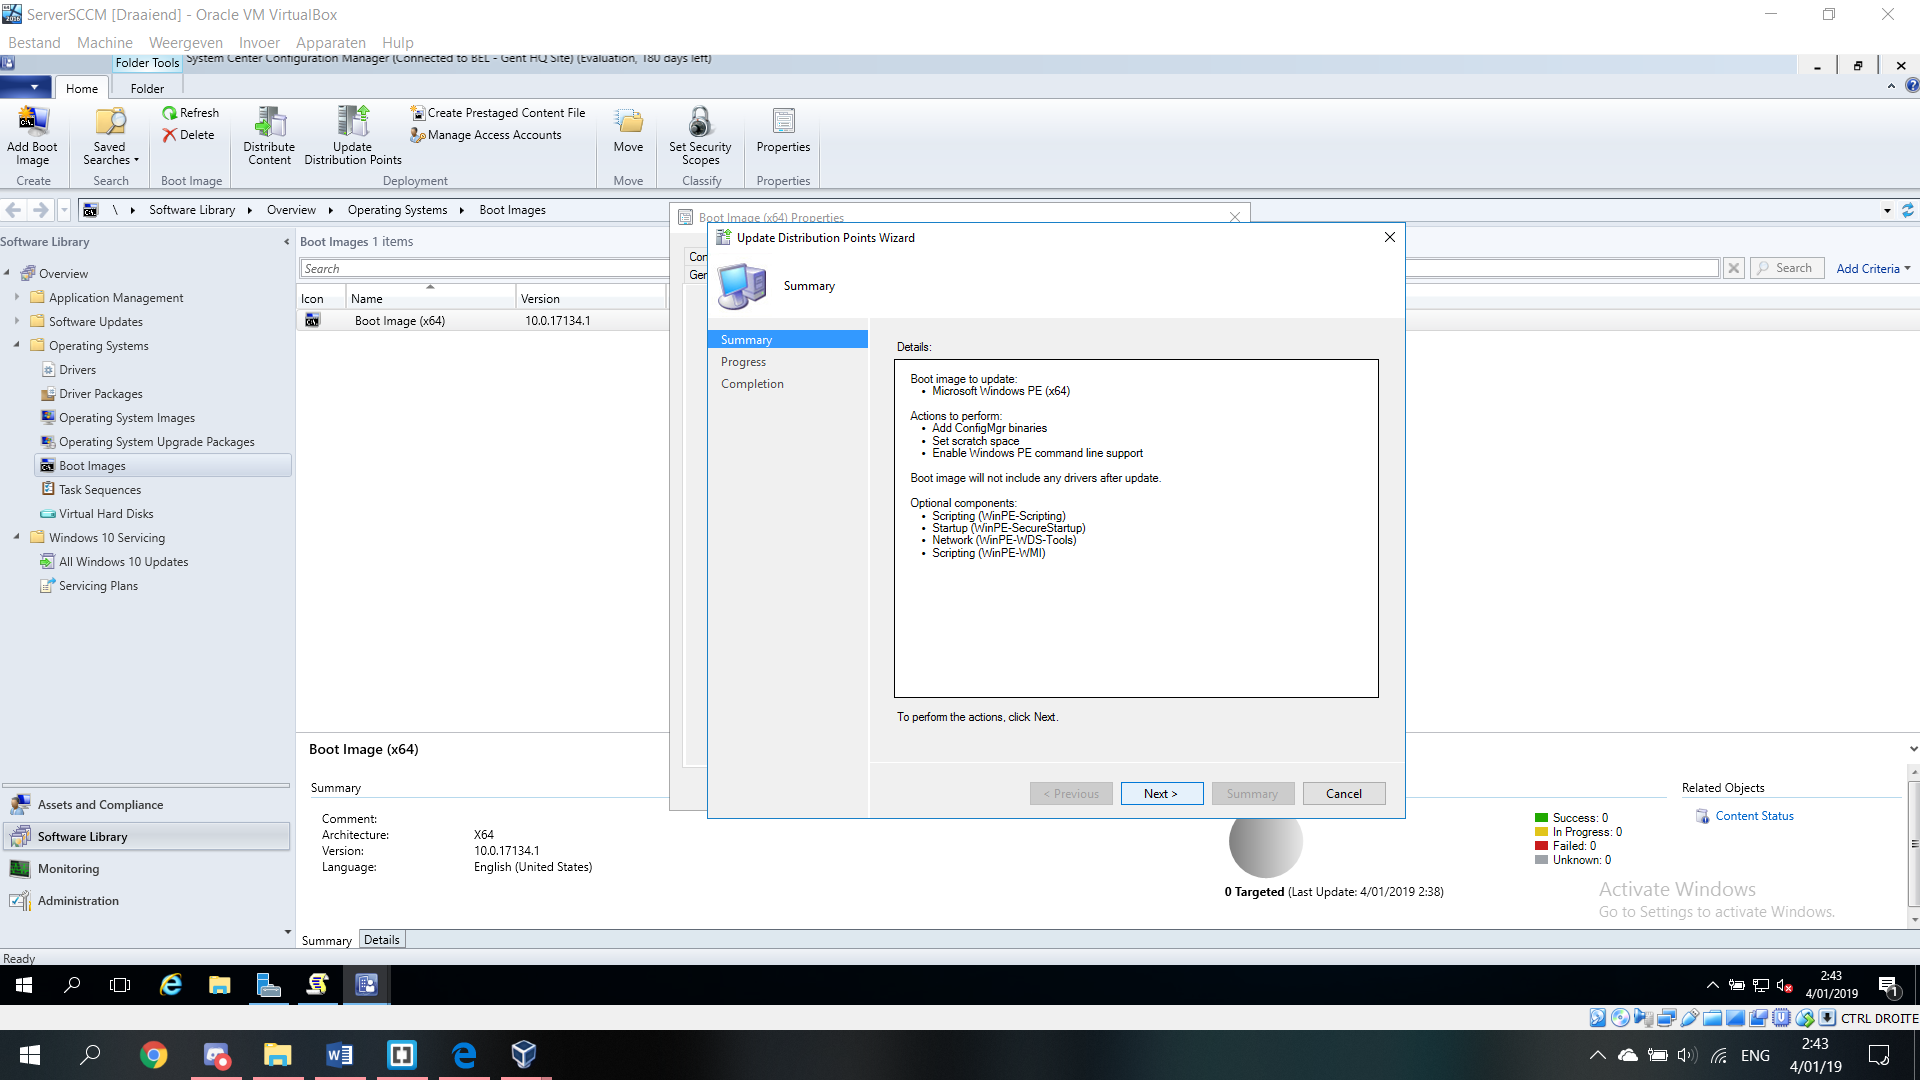 ServerSCCM [Draaiend] - Oracle VM VirtualBox
Bestand Machine Weergeven Invoer Apparaten Hulp
Folder Tools System Center Configuration Manager (Connected to BEL - Gent HQ Site) (Evaluation, 180 days left)
Home Folder
Add Boot Image
Create
Saved Searches
Search
Refresh
Delete
Boot Image
Distribute Content
Update Distribution Points
Create Prestaged Content File
Manage Access Accounts
Deployment
Move
Move
Set Security Scopes
Classify
Properties
Properties
\ Software Library Overview Operating Systems Boot Images
Software Library
Overview
Application Management
Software Updates
Operating Systems
Drivers
Driver Packages
Operating System Images
Operating System Upgrade Packages
Boot Images
Task Sequences
Virtual Hard Disks
Windows 10 Servicing
All Windows 10 Updates
Servicing Plans
Assets and Compliance
Software Library
Monitoring
Administration
Boot Images 1 items
Search
Search
Add Criteria
Icon Name Version
Boot Image (x64) 10.0.17134.1
Boot Image (x64) Properties
Con
Ger
Update Distribution Points Wizard
Summary
Summary
Progress
Completion
Details:
Boot image to update:
• Microsoft Windows PE (x64)
Actions to perform:
• Add ConfigMgr binaries
• Set scratch space
• Enable Windows PE command line support
Boot image will not include any drivers after update.
Optional components:
• Scripting (WinPE-Scripting)
• Startup (WinPE-SecureStartup)
• Network (WinPE-WDS-Tools)
• Scripting (WinPE-WMI)
To perform the actions, click Next.
< Previous Next > Summary Cancel
Boot Image (x64)
Summary
Comment:
Architecture: X64
Version: 10.0.17134.1
Language: English (United States)
Success: 0
In Progress: 0
Failed: 0
Unknown: 0
0 Targeted (Last Update: 4/01/2019 2:38)
Related Objects
Content Status
Activate Windows
Go to Settings to activate Windows.
Summary Details
Ready
2:43
4/01/2019
1
CTRL DROITE
ENG
2:43
4/01/19